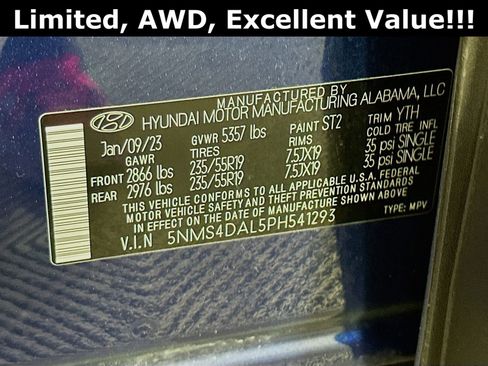 Limited, AWD, Excellent Value!!!
MANUFACTURED BY
HYUNDAI MOTOR MANUFACTURING ALABAMA, LLC
Jan/09/23 GVWR 5357 lbs PAINT ST2 TRIM YTH
GAWR TIRES RIMS COLD TIRE INFL
FRONT 2866 lbs 235/55R19 7.5JX19 35 psi SINGLE
REAR 2976 lbs 235/55R19 7.5JX19 35 psi SINGLE
THIS VEHICLE CONFORMS TO ALL APPLICABLE U.S.A. FEDERAL
MOTOR VEHICLE SAFETY, BUMPER, AND THEFT PREVENTION
STANDARDS IN EFFECT ON THE DATE OF MANUFACTURE SHOWN ABOVE.
V.I.N 5NMS4DAL5PH541293 TYPE: MPV